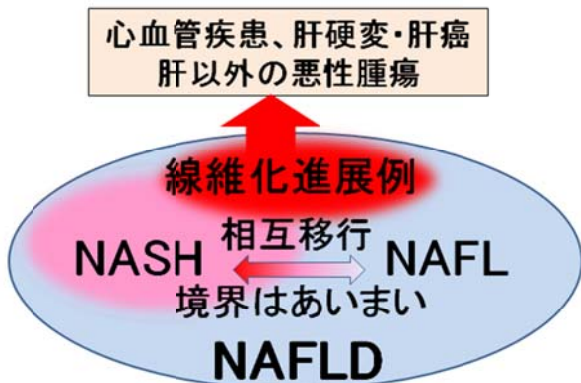 心血管疾患、肝硬変・肝癌
肝以外の悪性腫瘍
線維化進展例
相互移行
NASH
NAFL
境界はあいまい
NAFLD